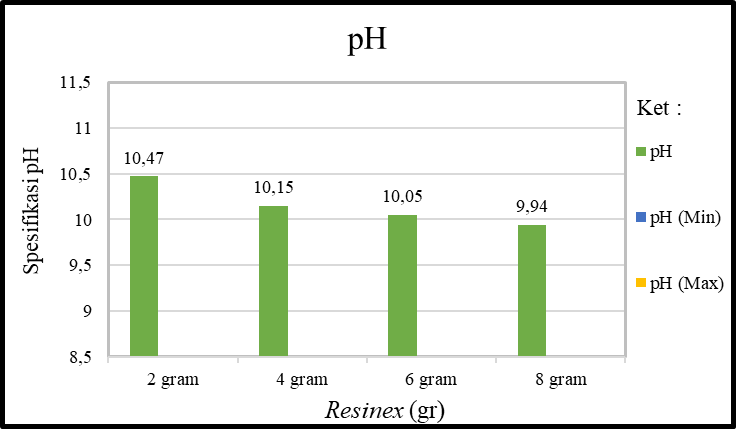 pH
11,5
11
10,5
10
9,5
9
8,5
Spesifikasi pH
10,47
10,15
10,05
9,94
2 gram
4 gram
6 gram
8 gram
Resinex (gr)
Ket :
pH
pH (Min)
pH (Max)